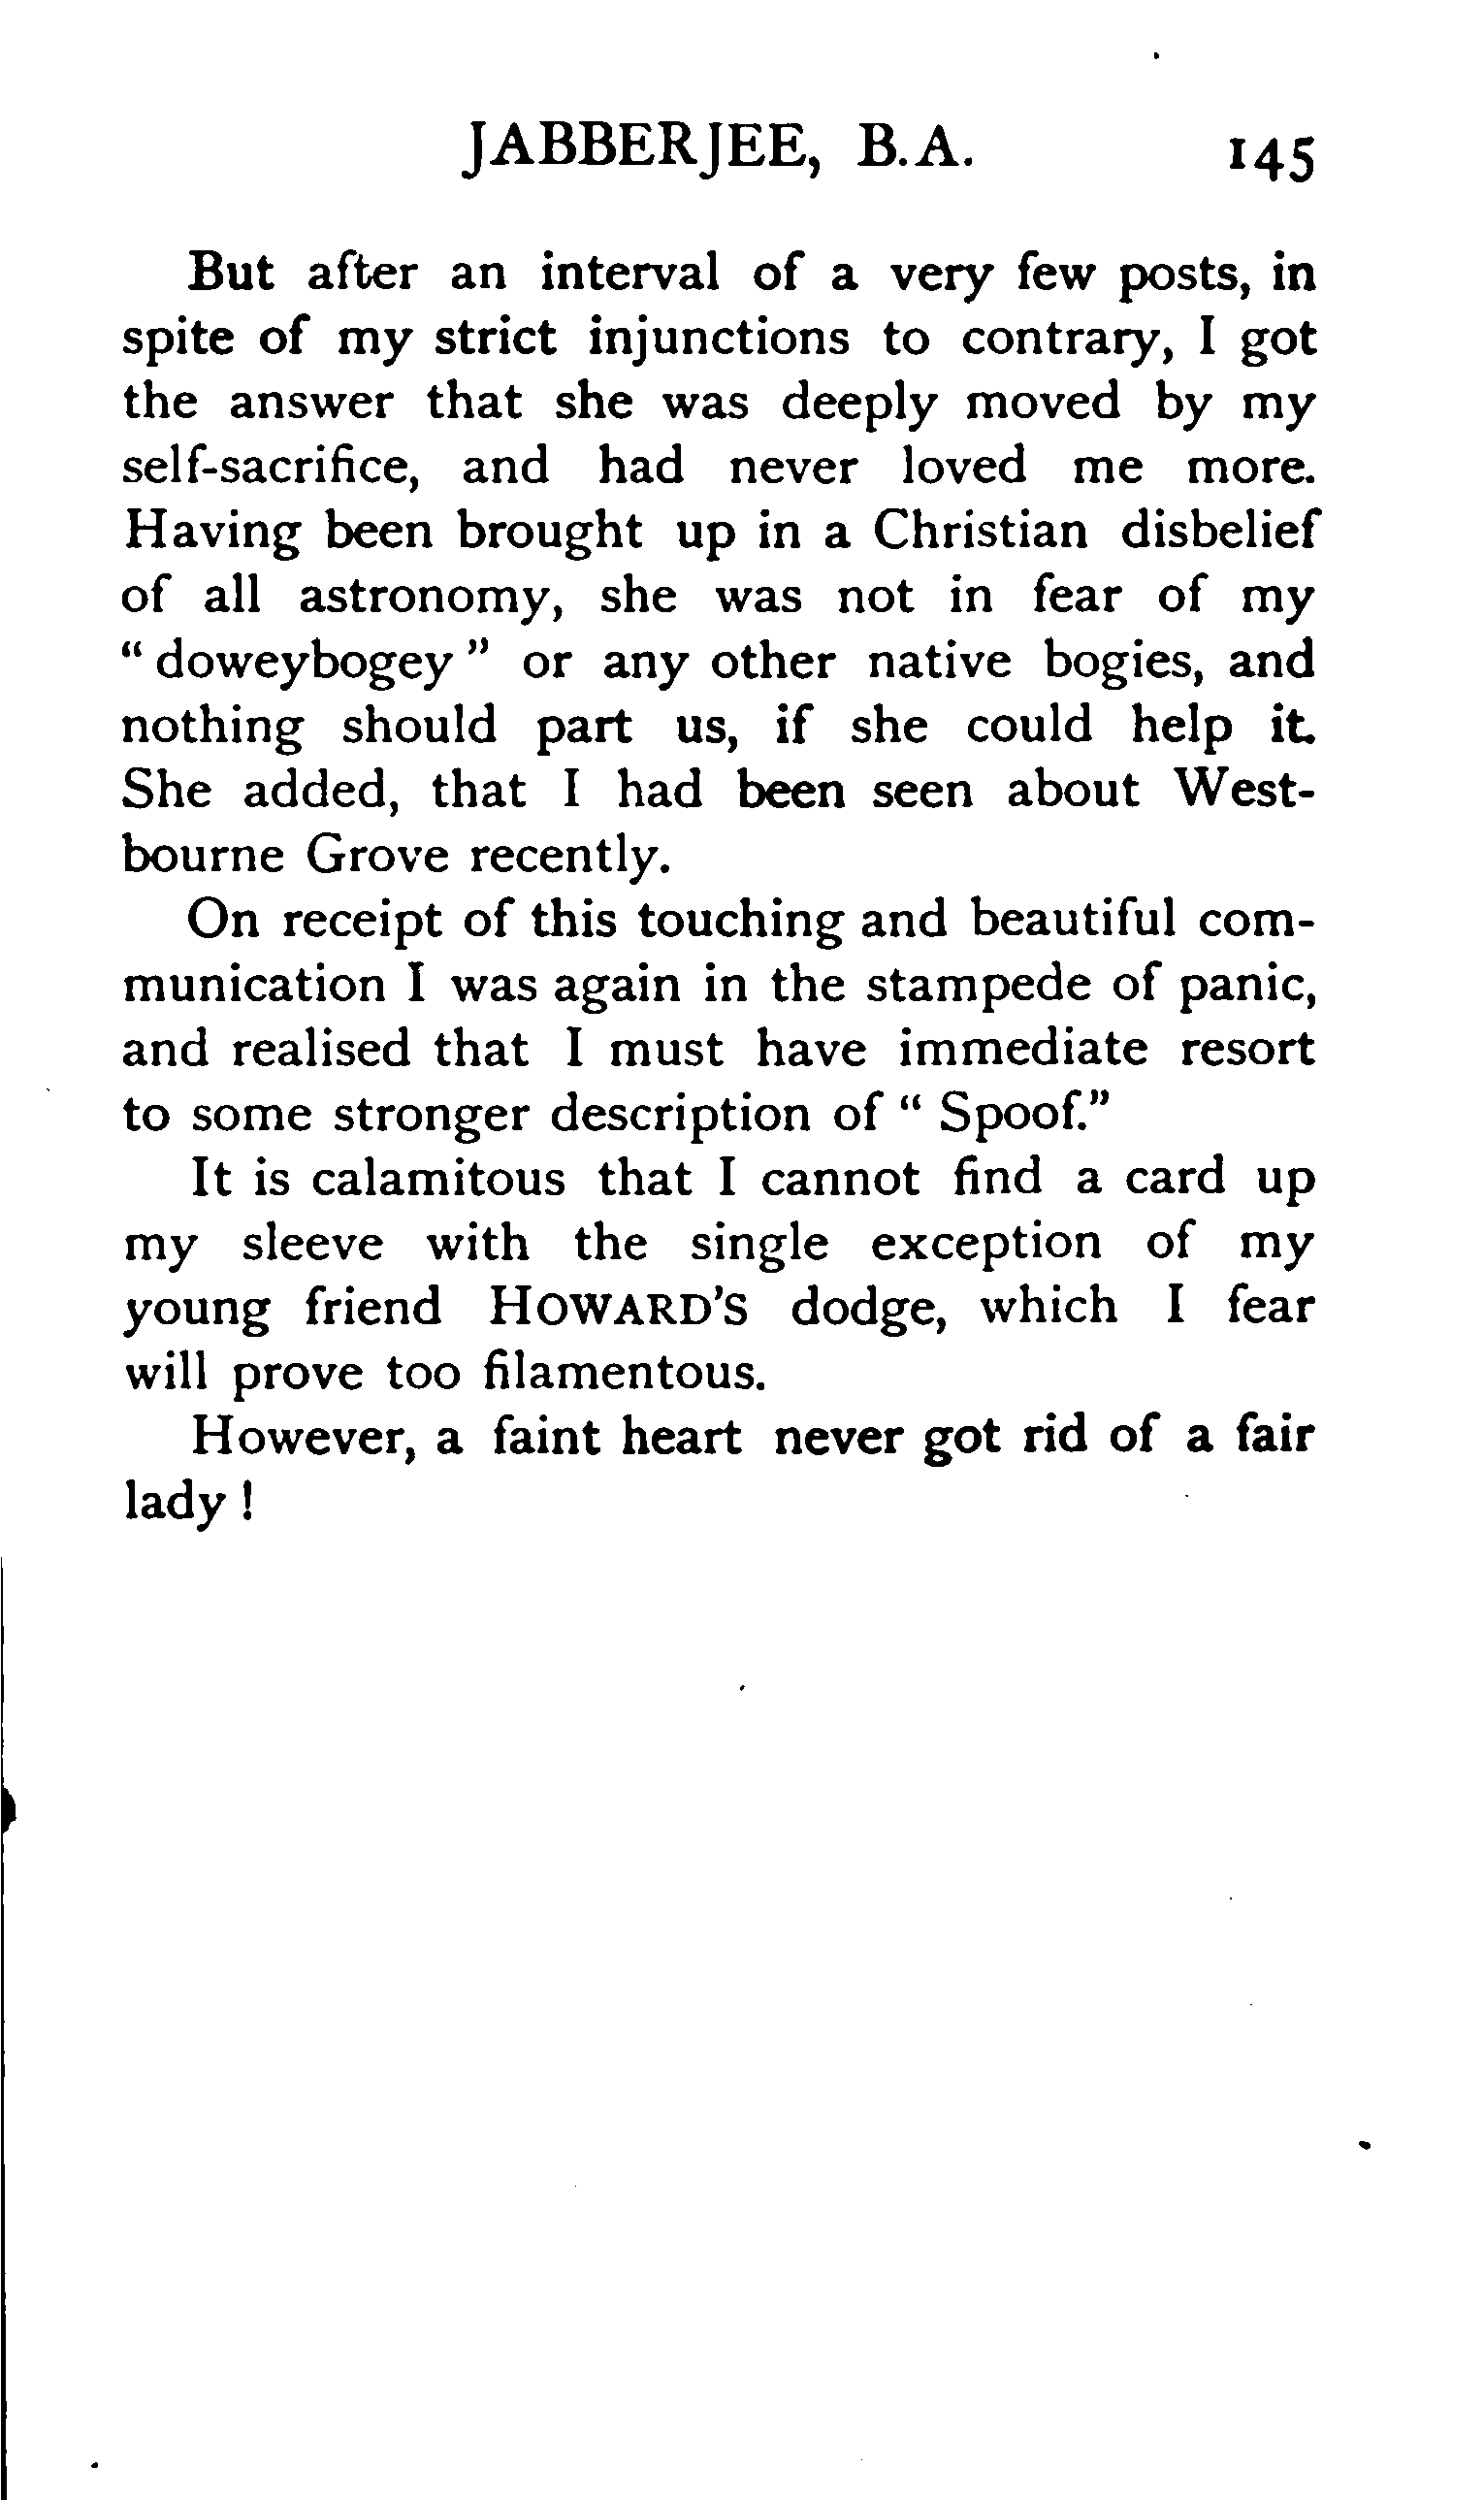 JABBERJEE, B.A. 145
But after an interval of a very few posts, in
spite of my strict injunctions to contrary, I got
the answer that she was deeply moved by my
self-sacrifice, and had never loved me more.
Having been brought up in a Christian disbelief
of all astronomy, she was not in fear of my
“ doweybogey ” or any other native bogies, and
nothing should part us, if she could help it.
She added, that I had been seen about West-
bourne Grove recently.
On receipt of this touching and beautiful com-
munication I was again in the stampede of panic,
and realised that I must have immediate resort
to some stronger description of “ Spoof.”
It is calamitous that I cannot find a card up
my sleeve with the single exception of my
young friend HOWARD'S dodge, which I fear
will prove too filamentous.
However, a faint heart never got rid of a fair
lady !